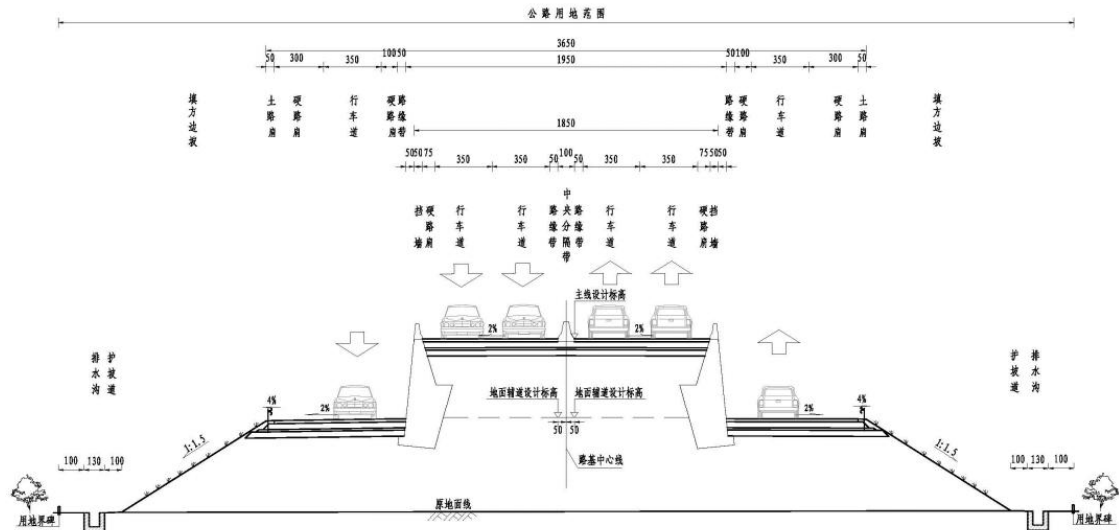 公路用地范围
3650
50 300 350 100 50 1950 50 100 350 300 50
填方边坡 土路肩 硬路肩 行车道 硬路肩 路缘带 路缘带 硬路肩 行车道 硬路肩 土路肩 填方边坡
1850
50 50 75 350 350 50 100 50 350 350 75 50 50
挡墙 硬路肩 行车道 行车道 路缘带 中央分隔带 路缘带 行车道 行车道 硬路肩 挡墙
主线设计标高
2% 2%
排水沟 护坡道 护坡道 排水沟
地面辅道设计标高 地面辅道设计标高
4% 2% 2% 4%
50 50
1:1.5 1:1.5
路基中心线
100 130 100 100 130 100
原地面线
用地界碑 用地界碑